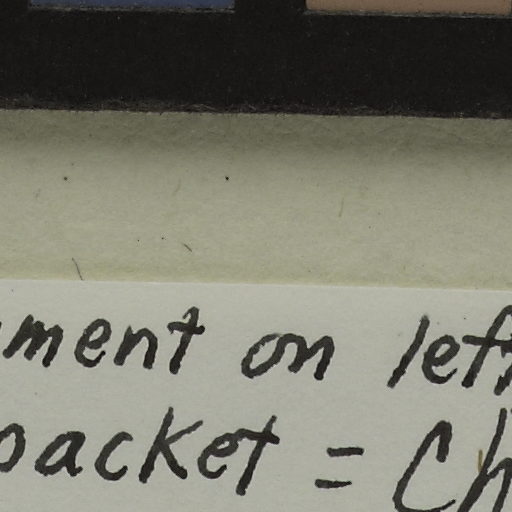 ment on left
packet = Ch